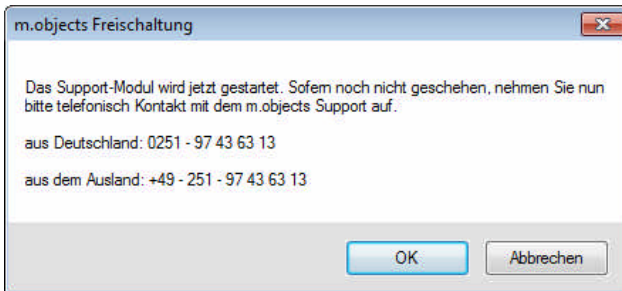 m.objects Freischaltung
Das Support-Modul wird jetzt gestartet. Sofern noch nicht geschehen, nehmen Sie nun
bitte telefonisch Kontakt mit dem m.objects Support auf.
aus Deutschland: 0251 - 97 43 63 13
aus dem Ausland: +49 - 251 - 97 43 63 13
OK
Abbrechen